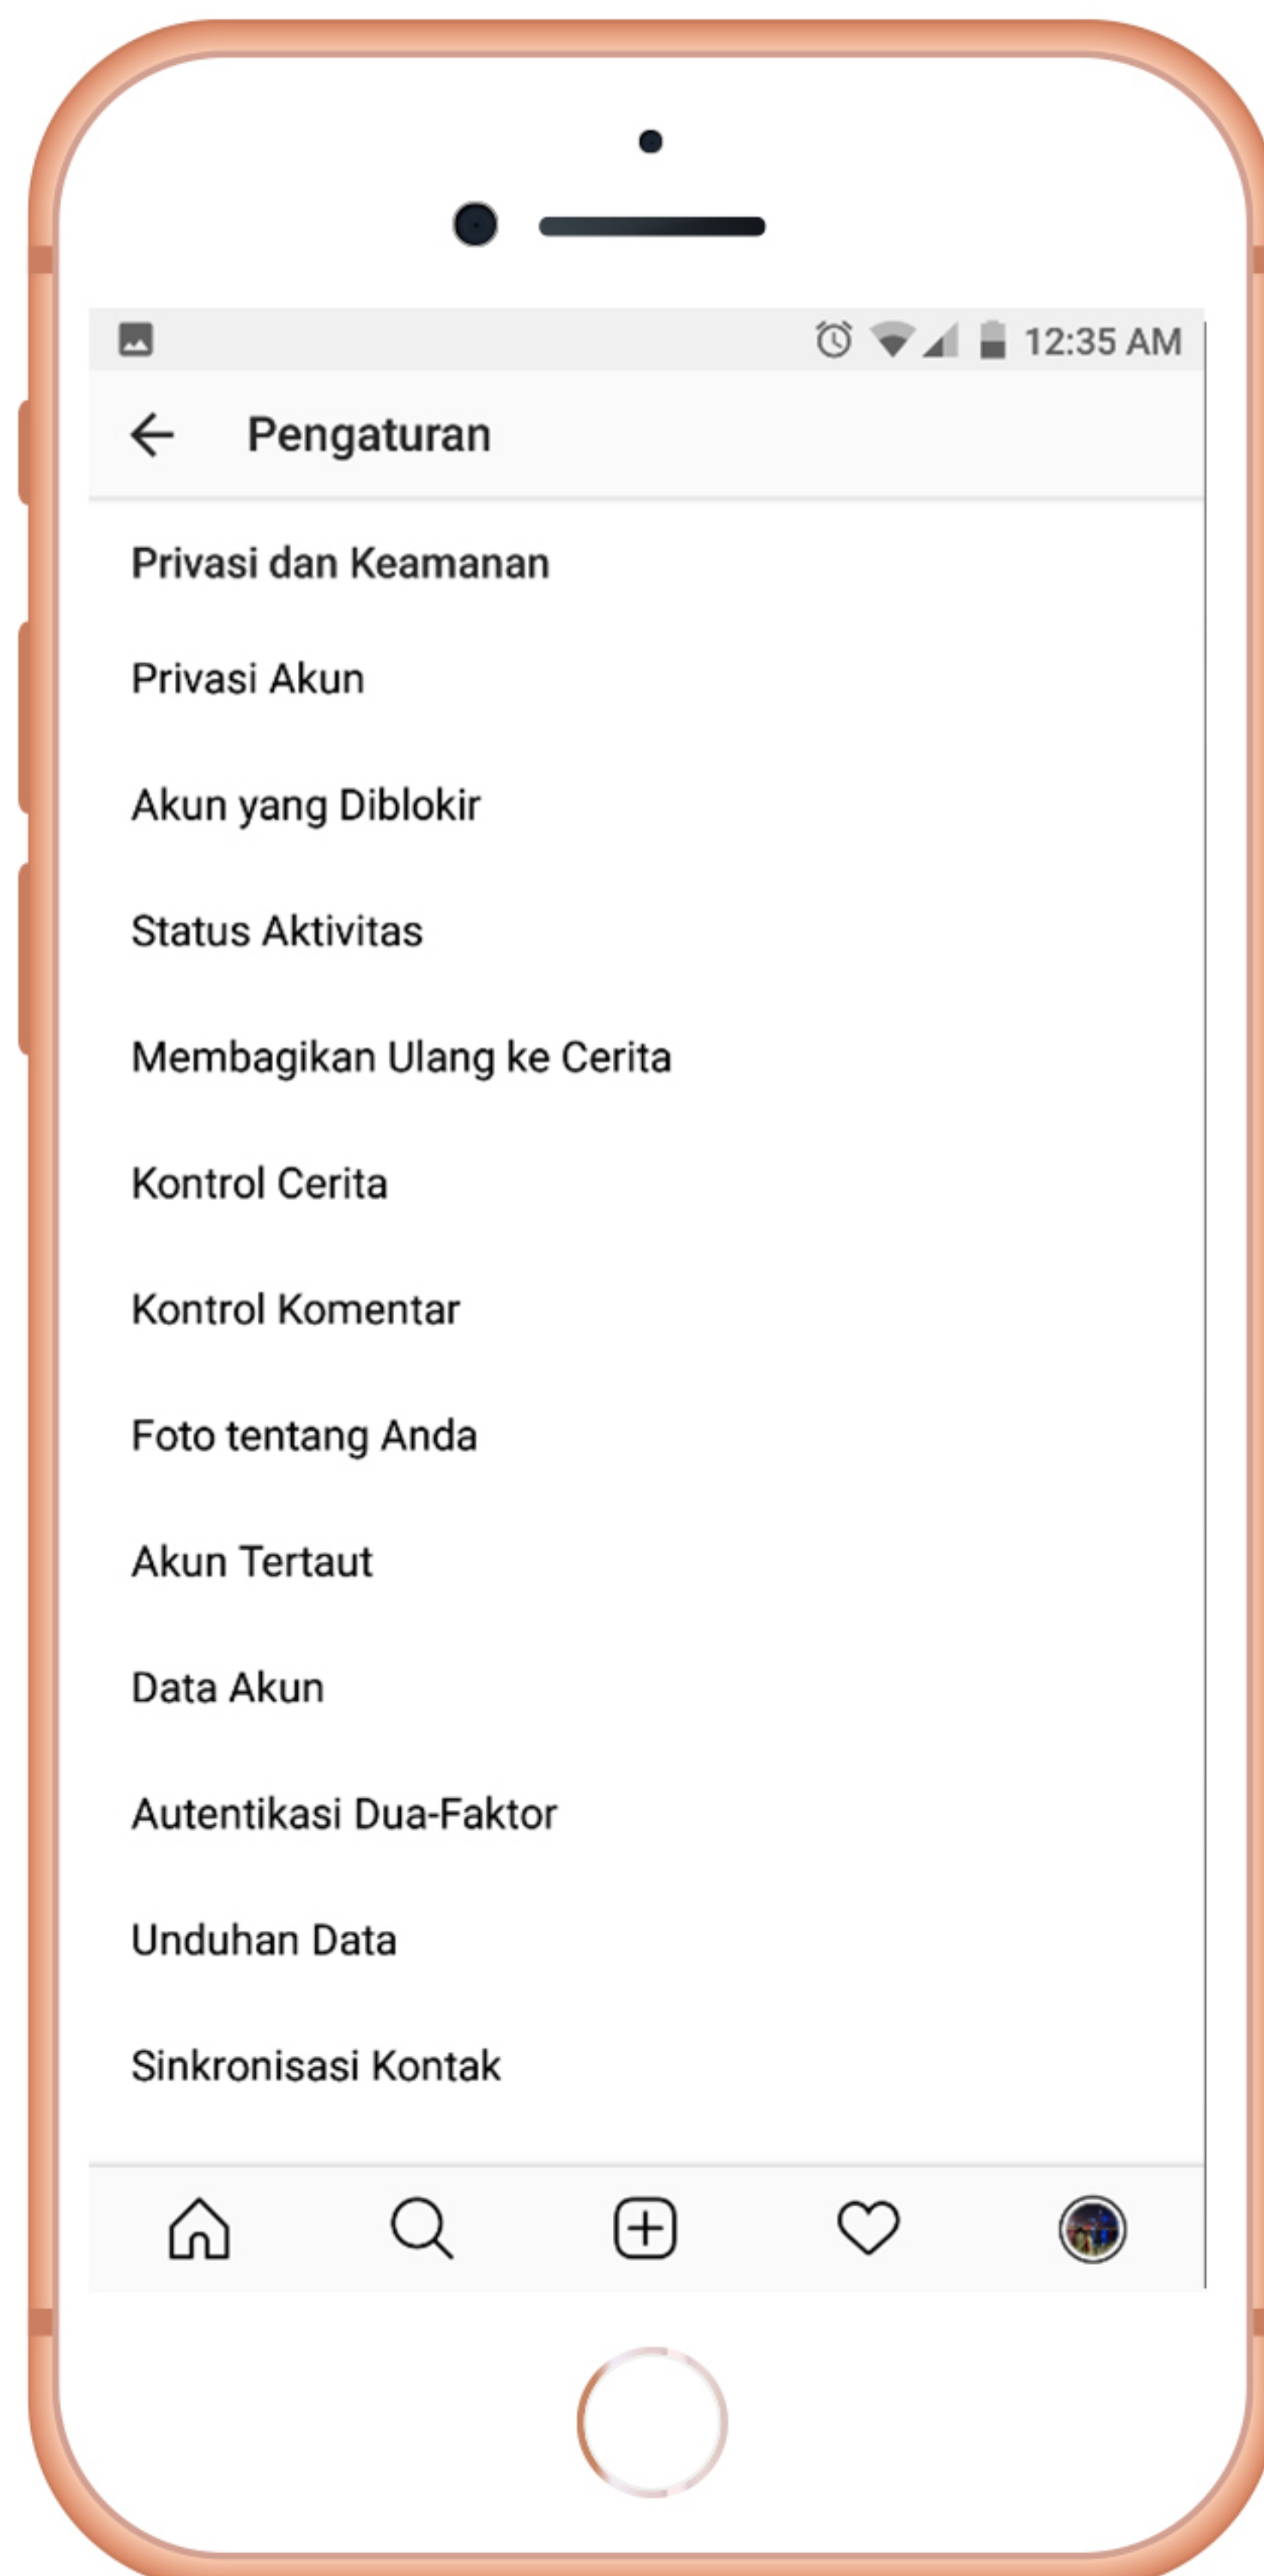 12:35 AM
Pengaturan
Privasi dan Keamanan
Privasi Akun
Akun yang Diblokir
Status Aktivitas
Membagikan Ulang ke Cerita
Kontrol Cerita
Kontrol Komentar
Foto tentang Anda
Akun Tertaut
Data Akun
Autentikasi Dua-Faktor
Unduhan Data
Sinkronisasi Kontak